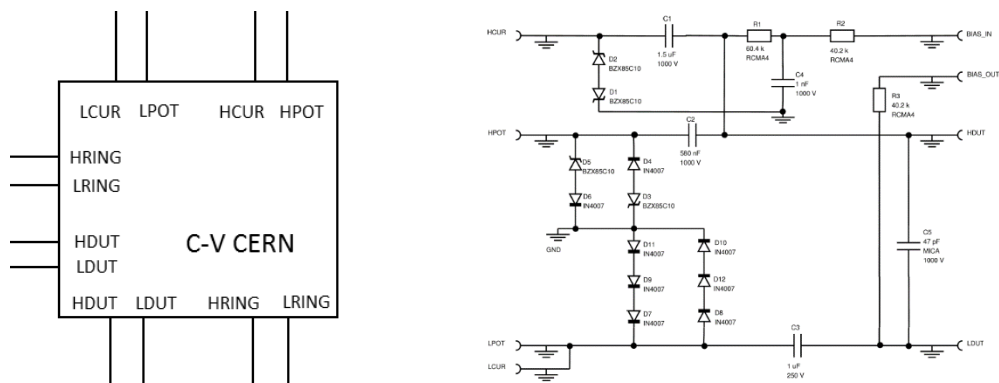 LCUR LPOT HCUR HPOT
HRING
LRING
HDUT
LDUT
C-V CERN
HDUT LDUT HRING LRING
HCUR
C1
1.5 uF
1000 V
R1
60.4 k
RCMA4
R2
40.2 k
RCMA4
BIAS_IN
D2
BZX85C10
D1
BZX85C10
C4
1 nF
1000 V
BIAS_OUT
R3
40.2 k
RCMA4
HPOT
C2
560 nF
1000 V
HDUT
D5
BZX85C10
D4
IN4007
D6
IN4007
D3
BZX85C10
GND
D11
IN4007
D10
IN4007
D9
IN4007
D12
IN4007
D7
IN4007
D8
IN4007
C5
47 pF
MICA
1000 V
LPOT
C3
1 uF
250 V
LDUT
LCUR